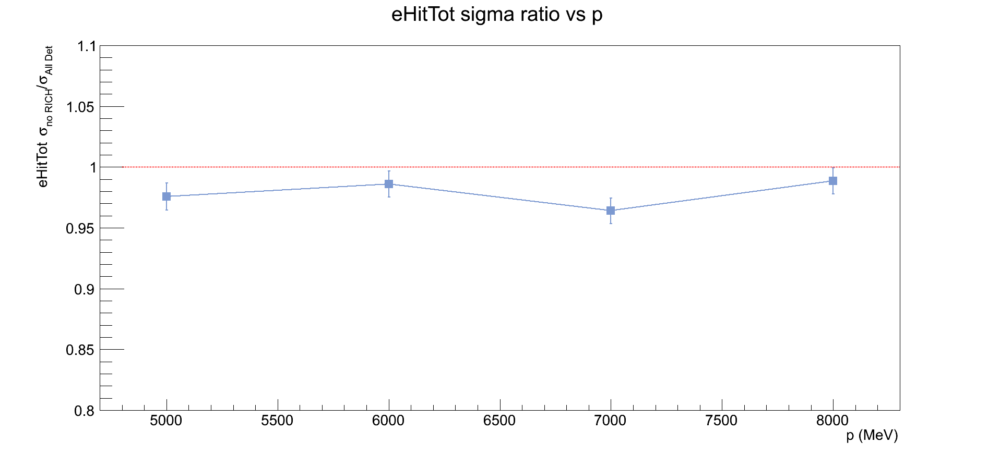 eHitTot sigma ratio vs p
eHitTot σno RICH/σAll Det
1.1
1.05
1
0.95
0.9
0.85
0.8
5000 5500 6000 6500 7000 7500 8000
p (MeV)